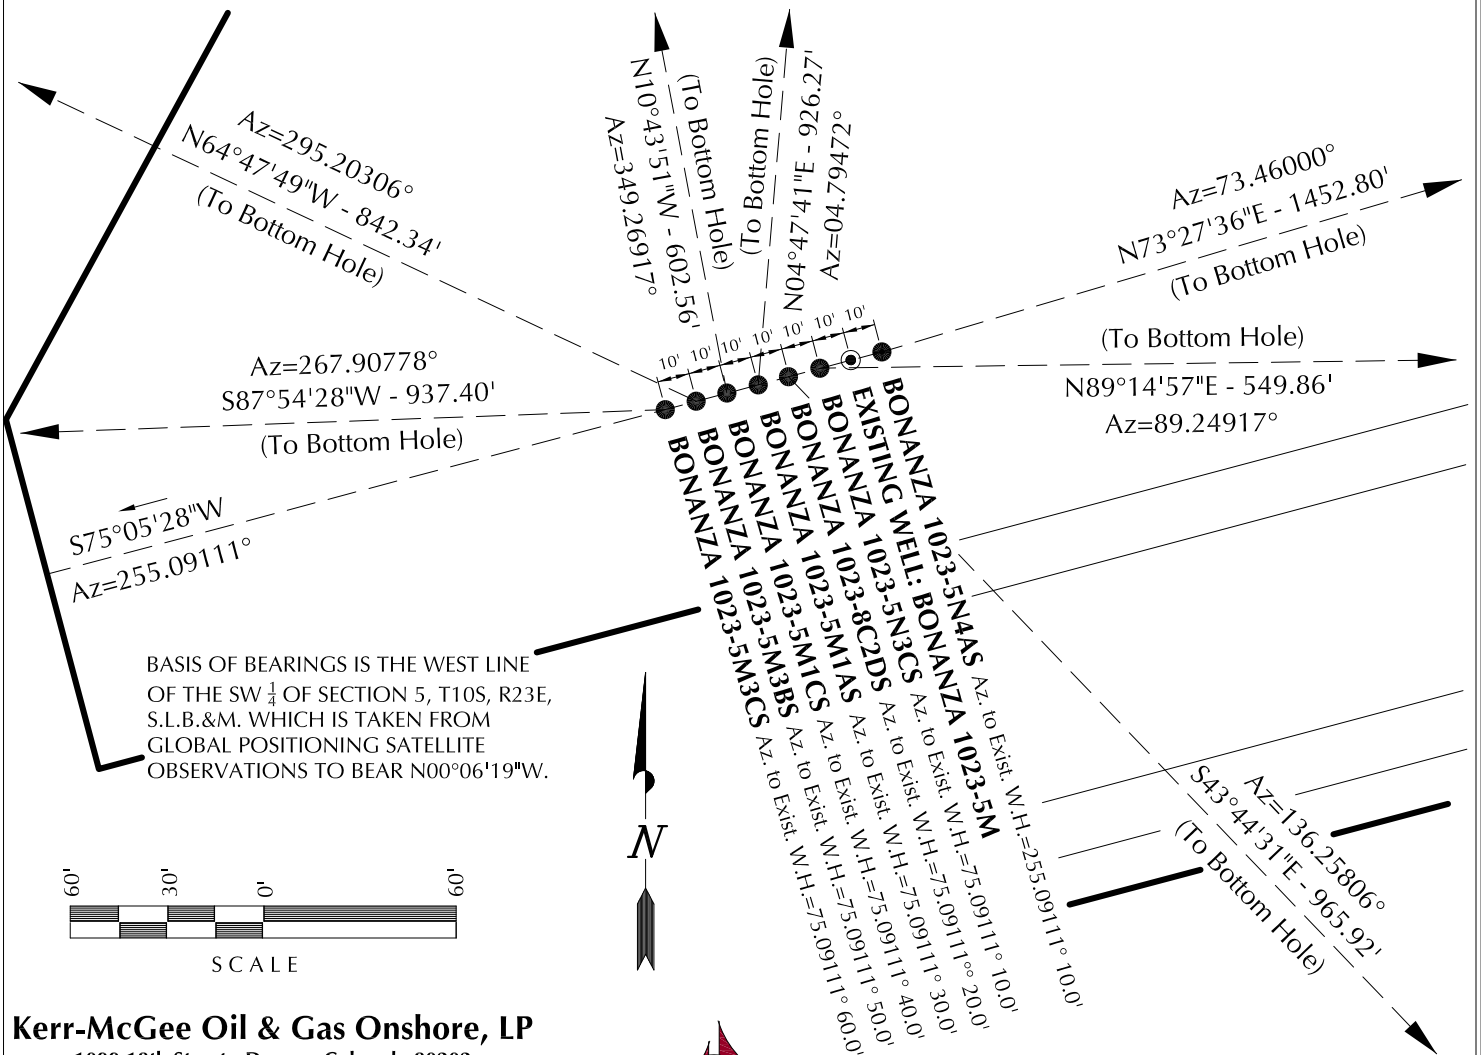 Az=295.20306°
N64°47'49"W - 842.34'
(To Bottom Hole)
N10°43'51"W - 602.56'
Az=349.26917°
(To Bottom Hole)
(To Bottom Hole)
N04°47'41"E - 926.27'
Az=04.79472°
Az=73.46000°
N73°27'36"E - 1452.80'
(To Bottom Hole)
(To Bottom Hole)
N89°14'57"E - 549.86'
Az=89.24917°
Az=267.90778°
S87°54'28"W - 937.40'
(To Bottom Hole)
S75°05'28"W
Az=255.09111°
10'
10'
10'
10'
10'
10'
10'
BONANZA 1023-5M3CS Az. to Exist. W.H.=75.09111° 60.0'
BONANZA 1023-5M3BS Az. to Exist. W.H.=75.09111° 50.0'
BONANZA 1023-5M1CS Az. to Exist. W.H.=75.09111° 40.0'
BONANZA 1023-5M1AS Az. to Exist. W.H.=75.09111° 30.0'
BONANZA 1023-8C2DS Az. to Exist. W.H.=75.09111°° 20.0'
BONANZA 1023-5N3CS Az. to Exist. W.H.=75.09111° 10.0'
EXISTING WELL: BONANZA 1023-5M
BONANZA 1023-5N4AS Az. to Exist. W.H.=255.09111° 10.0'
BASIS OF BEARINGS IS THE WEST LINE
OF THE SW 1/4 OF SECTION 5, T10S, R23E,
S.L.B.&M. WHICH IS TAKEN FROM
GLOBAL POSITIONING SATELLITE
OBSERVATIONS TO BEAR N00°06'19"W.
Az=136.25806°
S43°44'31"E - 965.92'
(To Bottom Hole)
N
60' 30' 0' 60'
SCALE
Kerr-McGee Oil & Gas Onshore, LP